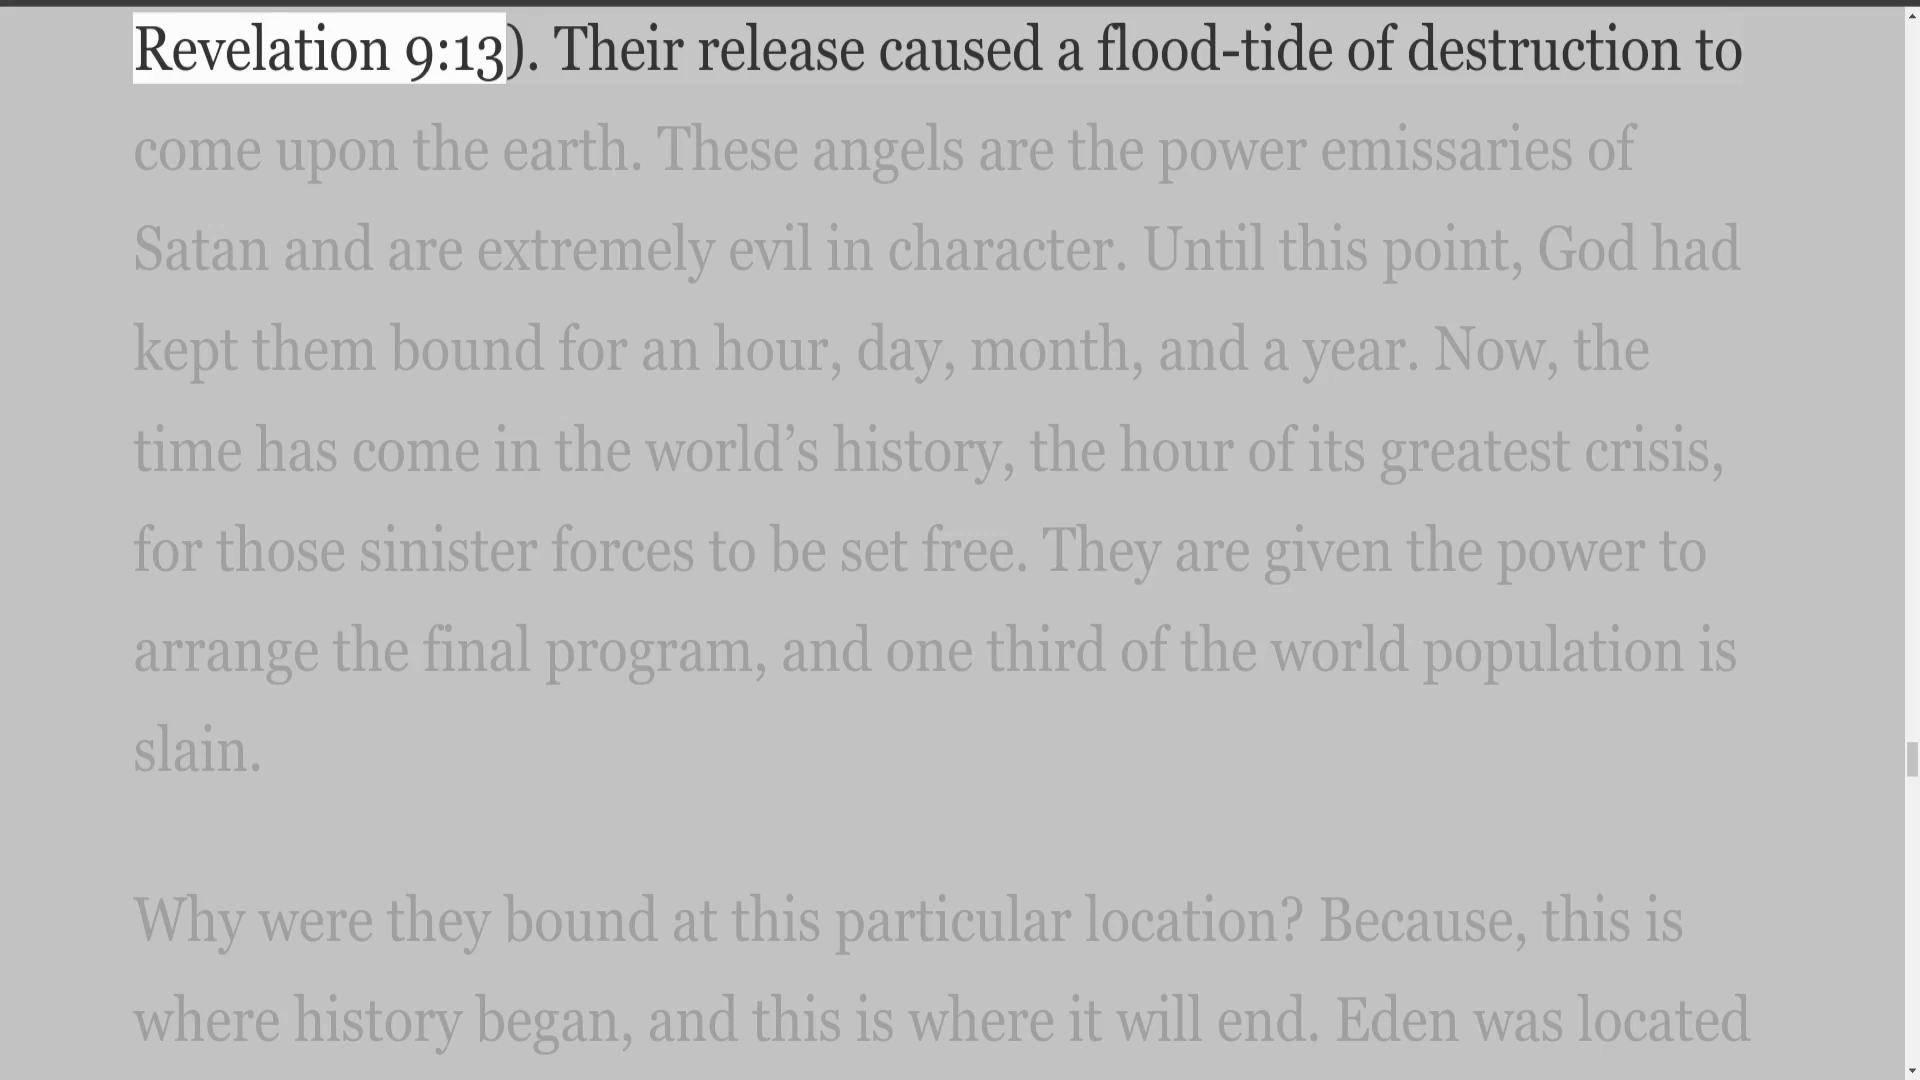 Revelation 9:13). Their release caused a flood-tide of destruction to
come upon the earth. These angels are the power emissaries of
Satan and are extremely evil in character. Until this point, God had
kept them bound for an hour, day, month, and a year. Now, the
time has come in the world’s history, the hour of its greatest crisis,
for those sinister forces to be set free. They are given the power to
arrange the final program, and one third of the world population is
slain.
Why were they bound at this particular location? Because, this is
where history began, and this is where it will end. Eden was located